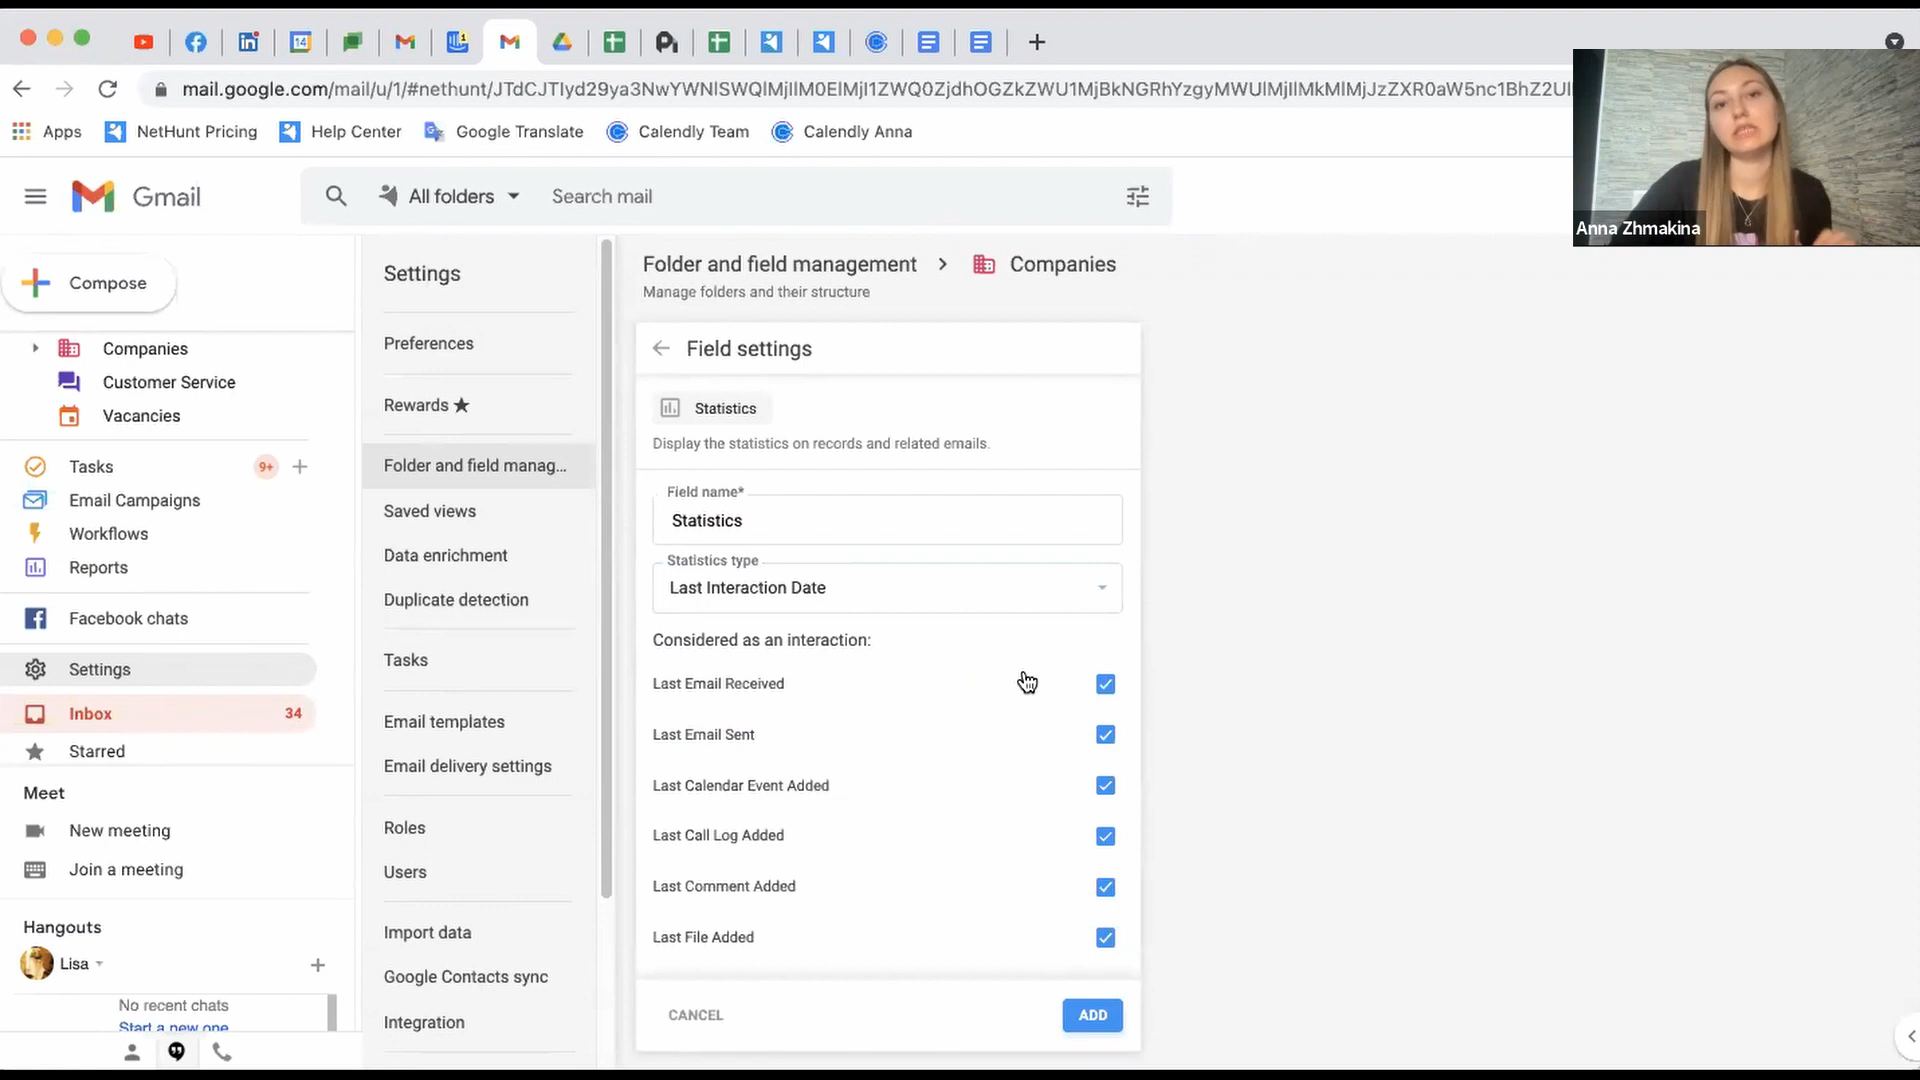 14
1
mail.google.com/mail/u/1/#nethunt/
Apps
NetHunt Pricing
Help Center
Google Translate
Calendly Team
Calendly Anna
Anna Zhmakina
Gmail
All folders
Search mail
Compose
Companies
Customer Service
Vacancies
Tasks
9+
Email Campaigns
Workflows
Reports
Facebook chats
Settings
Inbox
34
Starred
Meet
New meeting
Join a meeting
Hangouts
Lisa
No recent chats
Start a new one
Settings
Preferences
Rewards
Folder and field manag...
Saved views
Data enrichment
Duplicate detection
Tasks
Email templates
Email delivery settings
Roles
Users
Import data
Google Contacts sync
Integration
Folder and field management > Companies
Manage folders and their structure
Field settings
Statistics
Display the statistics on records and related emails.
Field name*
Statistics
Statistics type
Last Interaction Date
Considered as an interaction:
Last Email Received
Last Email Sent
Last Calendar Event Added
Last Call Log Added
Last Comment Added
Last File Added
CANCEL
ADD